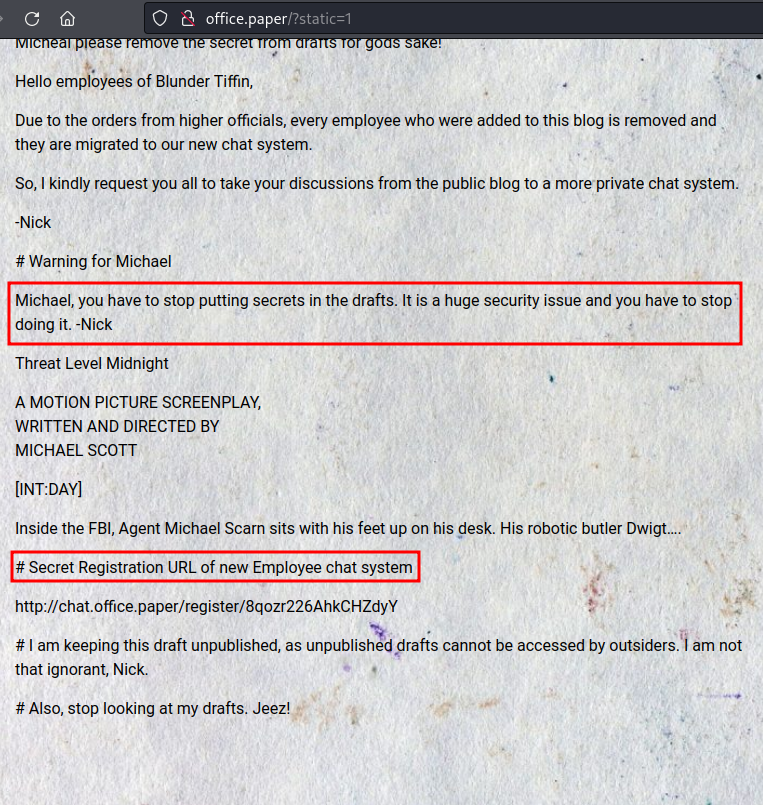 office.paper/?static=1
Micheal please remove the secret from drafts for gods sake!
Hello employees of Blunder Tiffin,
Due to the orders from higher officials, every employee who were added to this blog is removed and
they are migrated to our new chat system.
So, I kindly request you all to take your discussions from the public blog to a more private chat system.
-Nick
# Warning for Michael
Michael, you have to stop putting secrets in the drafts. It is a huge security issue and you have to stop
doing it. -Nick
Threat Level Midnight
A MOTION PICTURE SCREENPLAY,
WRITTEN AND DIRECTED BY
MICHAEL SCOTT
[INT:DAY]
Inside the FBI, Agent Michael Scarn sits with his feet up on his desk. His robotic butler Dwigt….
# Secret Registration URL of new Employee chat system
http://chat.office.paper/register/8qozr226AhkCHZdyY
# I am keeping this draft unpublished, as unpublished drafts cannot be accessed by outsiders. I am not
that ignorant, Nick.
# Also, stop looking at my drafts. Jeez!